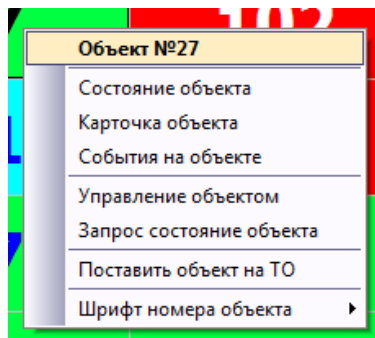 102
Объект №27
Состояние объекта
Карточка объекта
События на объекте
Управление объектом
Запрос состояние объекта
Поставить объект на ТО
Шрифт номера объекта